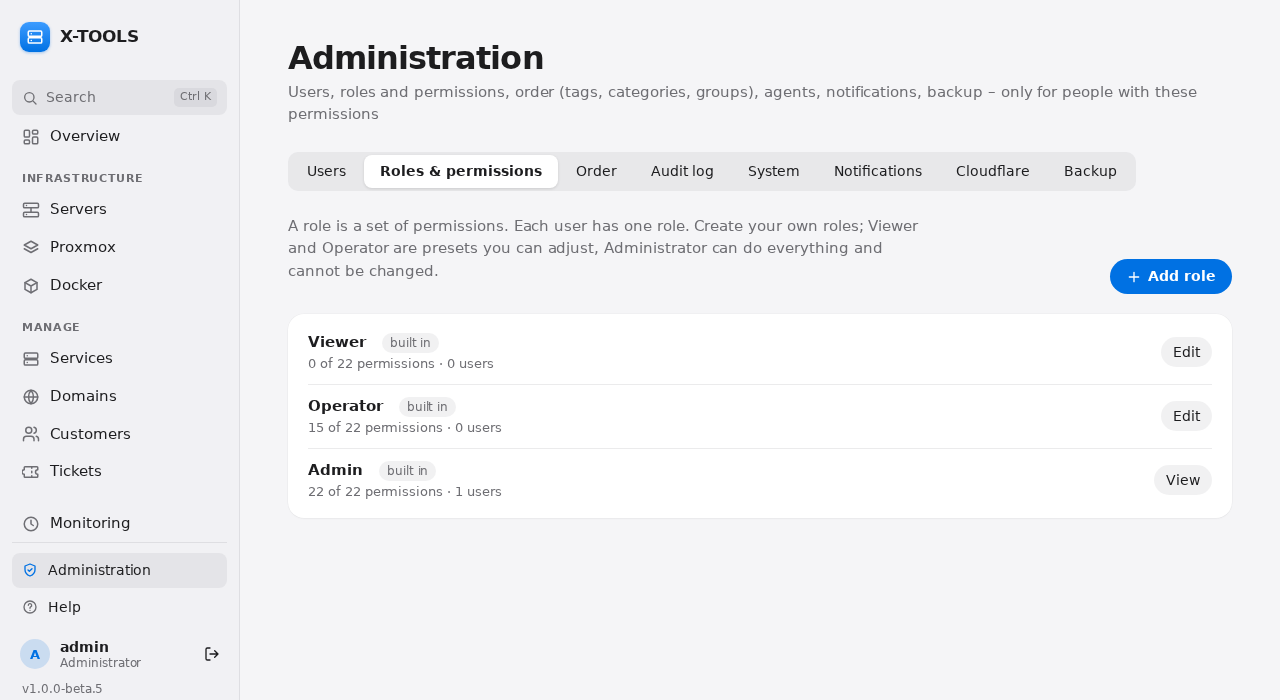 X-TOOLS
Search
Ctrl K
Overview
INFRASTRUCTURE
Servers
Proxmox
Docker
MANAGE
Services
Domains
Customers
Tickets
Monitoring
Administration
Help
A
admin
Administrator
v1.0.0-beta.5
Administration
Users, roles and permissions, order (tags, categories, groups), agents, notifications, backup – only for people with these
permissions
Users
Roles & permissions
Order
Audit log
System
Notifications
Cloudflare
Backup
A role is a set of permissions. Each user has one role. Create your own roles; Viewer
and Operator are presets you can adjust, Administrator can do everything and
cannot be changed.
Add role
Viewer built in
0 of 22 permissions · 0 users
Edit
Operator built in
15 of 22 permissions · 0 users
Edit
Admin built in
22 of 22 permissions · 1 users
View